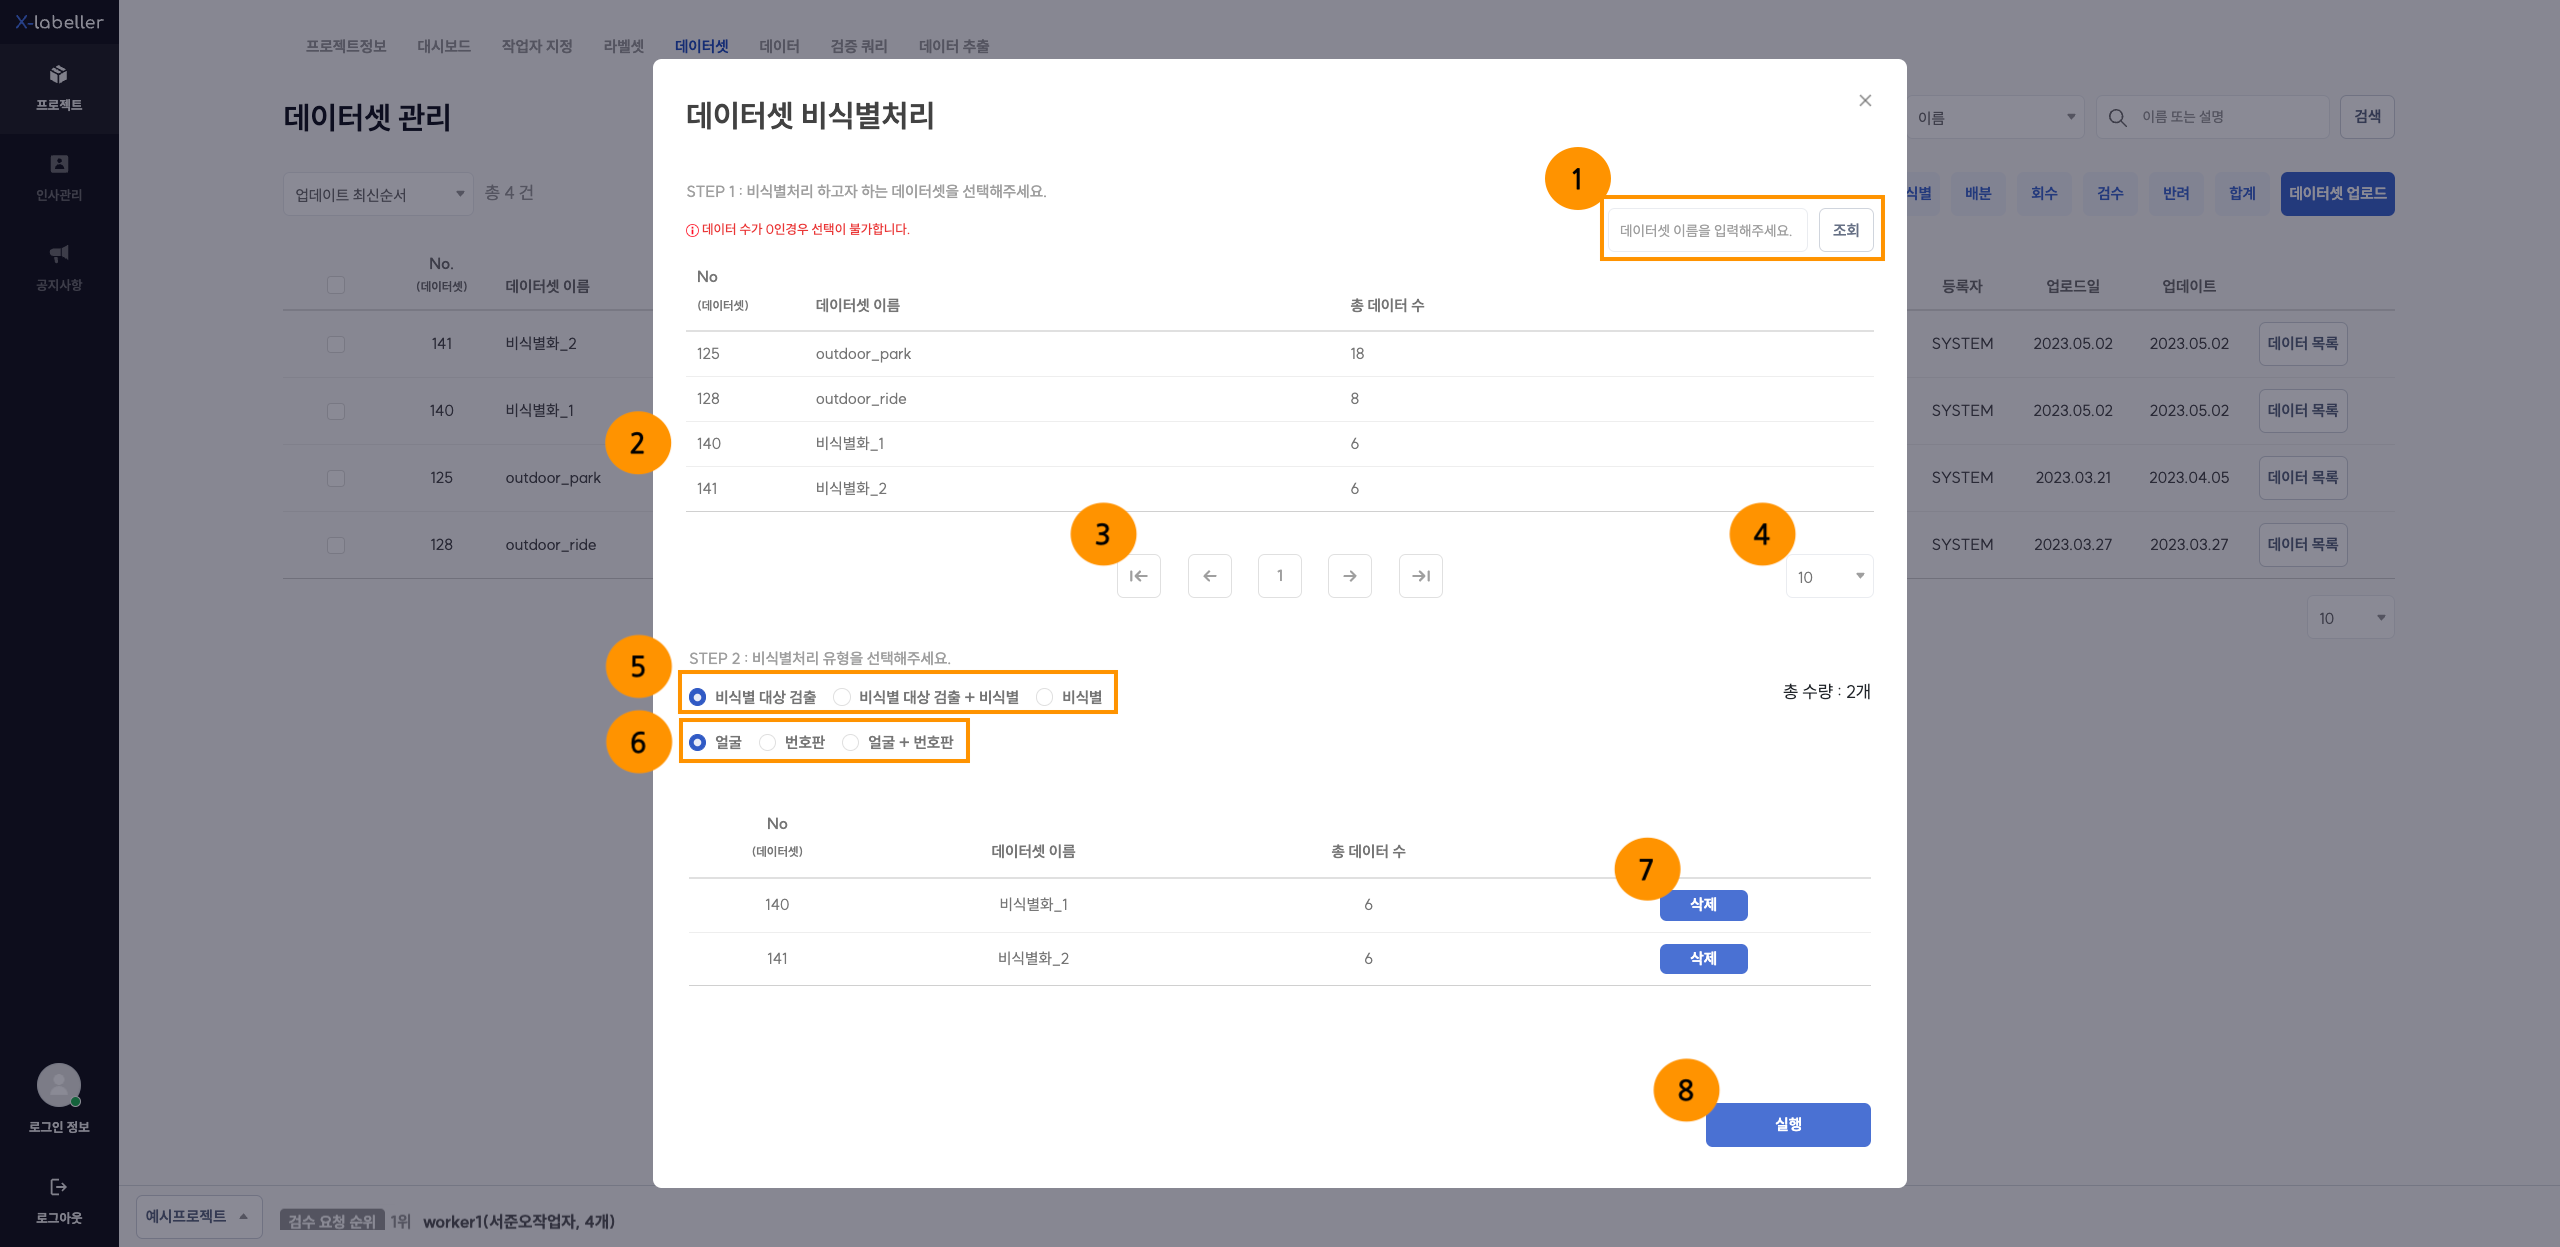 X-labeller
프로젝트
인사관리
공지사항
로그인 정보
로그아웃
프로젝트정보 대시보드 작업자 지정 라벨셋 데이터셋 데이터 검증 쿼리 데이터 추출
데이터셋 관리
이름
이름 또는 설명
검색
업데이트 최신순서
총 4 건
식별 배분 회수 검수 반려 합계 데이터셋 업로드
No.
(데이터셋) 데이터셋 이름 등록자 업로드일 업데이트
141 비식별화_2 SYSTEM 2023.05.02 2023.05.02 데이터 목록
140 비식별화_1 SYSTEM 2023.05.02 2023.05.02 데이터 목록
125 outdoor_park SYSTEM 2023.03.21 2023.04.05 데이터 목록
128 outdoor_ride SYSTEM 2023.03.27 2023.03.27 데이터 목록
10
데이터셋 비식별처리
STEP 1 : 비식별처리 하고자 하는 데이터셋을 선택해주세요.
데이터 수가 0인경우 선택이 불가합니다.
1
데이터셋 이름을 입력해주세요. 조회
No
(데이터셋) 데이터셋 이름 총 데이터 수
125 outdoor_park 18
128 outdoor_ride 8
2
140 비식별화_1 6
141 비식별화_2 6
3
4
1
10
5
STEP 2 : 비식별처리 유형을 선택해주세요.
비식별 대상 검출 비식별 대상 검출 + 비식별 비식별
총 수량 : 2개
6
얼굴 번호판 얼굴 + 번호판
No
(데이터셋) 데이터셋 이름 총 데이터 수
7
140 비식별화_1 6 삭제
141 비식별화_2 6 삭제
8
실행
예시프로젝트
검수 요청 순위 1위 worker1(서준오작업자, 4개)